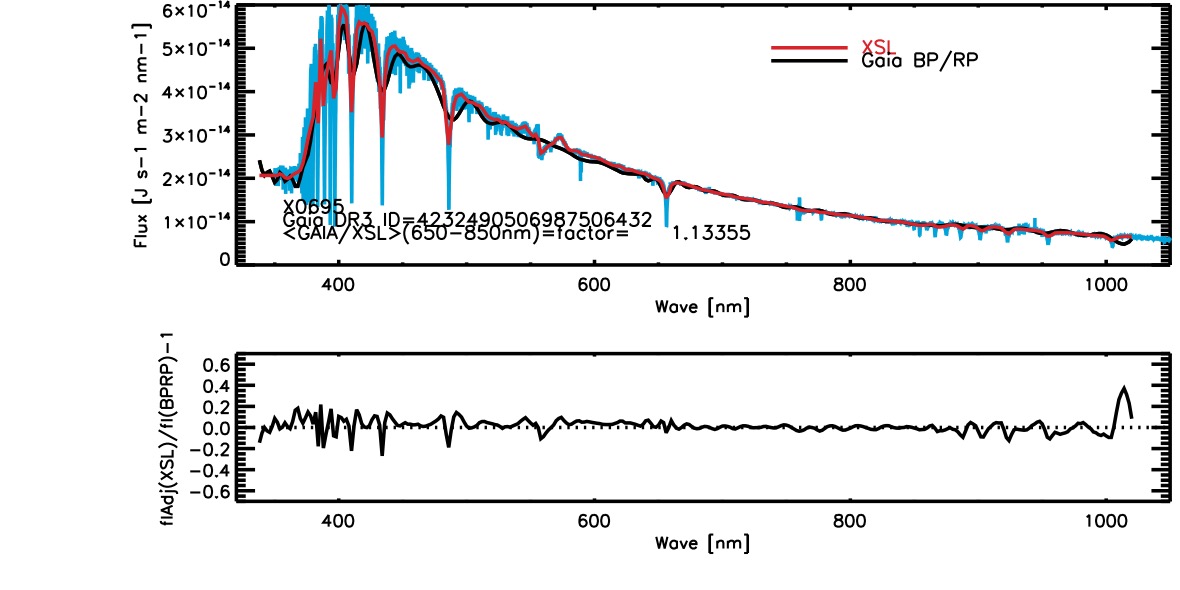 6×10−14
5×10−14
4×10−14
3×10−14
2×10−14
1×10−14
0
Flux [J s−1 m−2 nm−1]
XSL
Gaia BP/RP
X0695
Gaia DR3 ID=4232490506987506432
<GAIA/XSL>(650−850nm)=factor= 1.13355
400 600 800 1000
Wave [nm]
flAdj(XSL)/fl(BPRP)−1
0.6
0.4
0.2
0.0
−0.2
−0.4
−0.6
400 600 800 1000
Wave [nm]